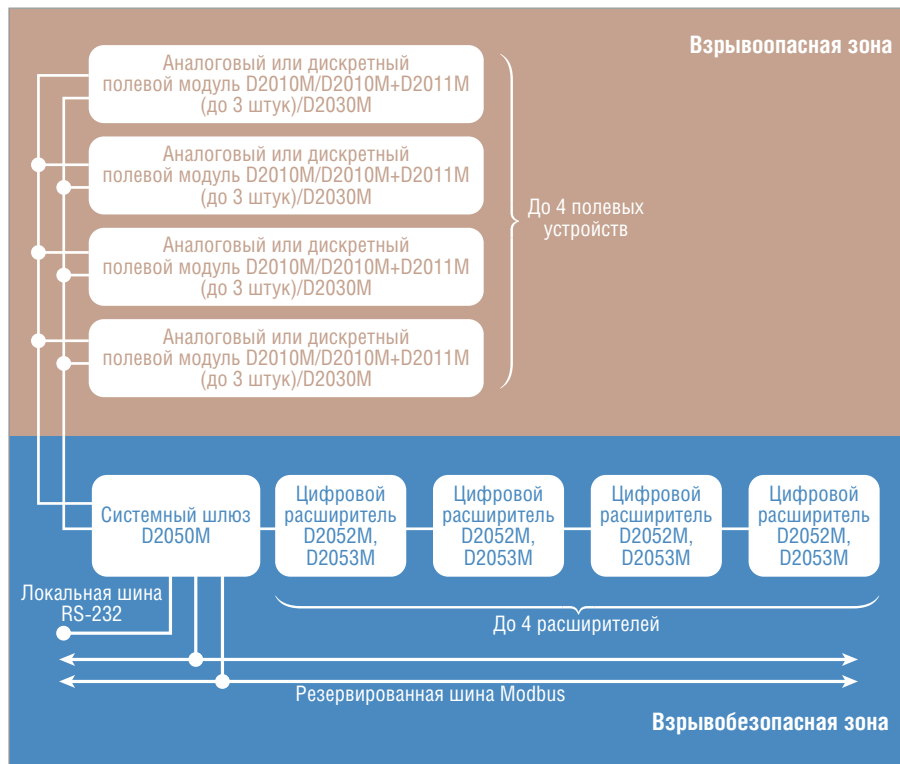 Взрывоопасная зона
Аналоговый или дискретный
полевой модуль D2010M/D2010M+D2011M
(до 3 штук)/D2030M
Аналоговый или дискретный
полевой модуль D2010M/D2010M+D2011M
(до 3 штук)/D2030M
Аналоговый или дискретный
полевой модуль D2010M/D2010M+D2011M
(до 3 штук)/D2030M
Аналоговый или дискретный
полевой модуль D2010M/D2010M+D2011M
(до 3 штук)/D2030M
До 4 полевых
устройств
Системный шлюз
D2050M
Цифровой
расширитель
D2052M,
D2053M
Цифровой
расширитель
D2052M,
D2053M
Цифровой
расширитель
D2052M,
D2053M
Цифровой
расширитель
D2052M,
D2053M
Локальная шина
RS-232
До 4 расширителей
Резервированная шина Modbus
Взрывобезопасная зона